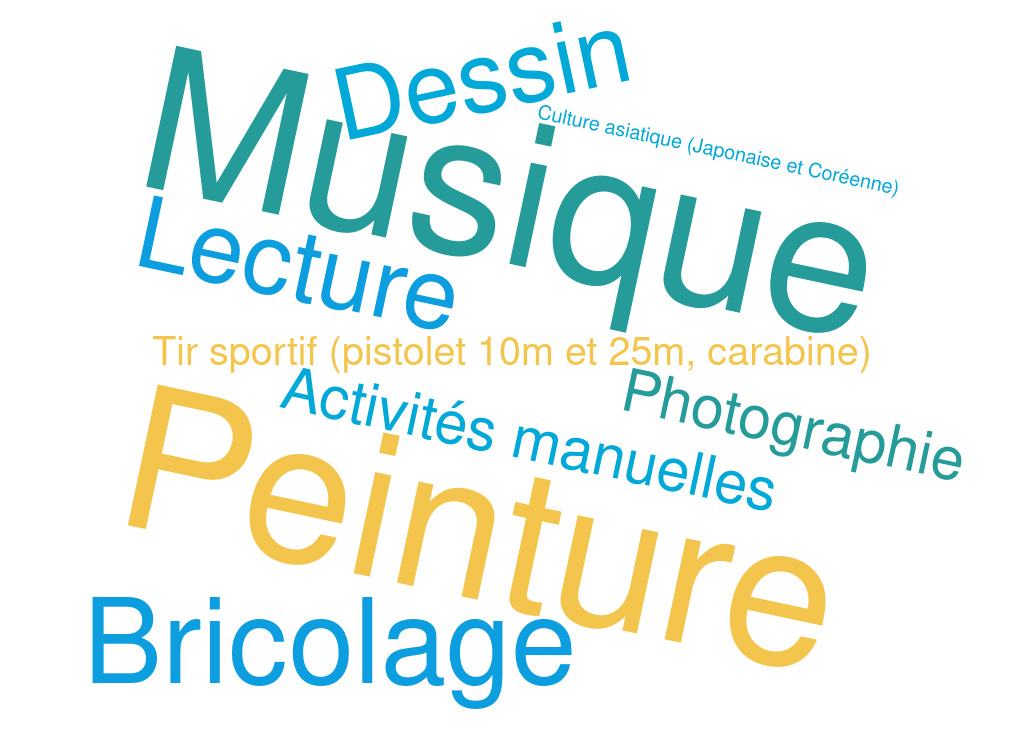 Dessin
Culture asiatique (Japonaise et Coréenne)
Musique
Lecture
Tir sportif (pistolet 10m et 25m, carabine)
Activités manuelles
Photographie
Peinture
Bricolage